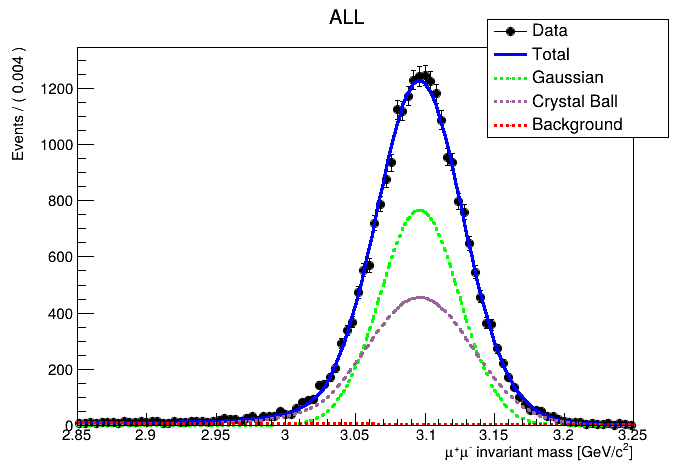 ALL
Data
Total
Gaussian
Crystal Ball
Background
Events / ( 0.004 )
1200
1000
800
600
400
200
0
2.85 2.9 2.95 3 3.05 3.1 3.15 3.2 3.25
μ⁺μ⁻ invariant mass [GeV/c²]